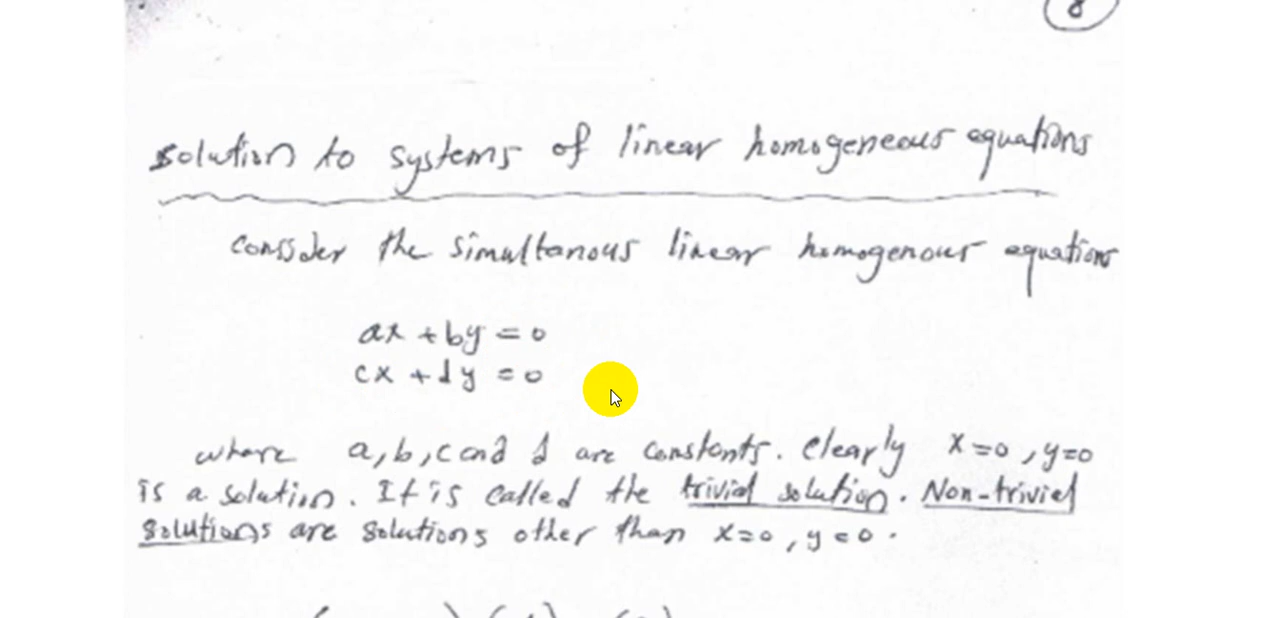 8
solution to systems of linear homogeneous equations
Conssder the simultanous linear homogenous equations
ax + by = 0
cx + dy = 0
where a, b, c and d are constants. Clearly x=0, y=0
is a solution. It is called the trivial solution. Non-trivial
solutions are solutions other than x=0, y=0.